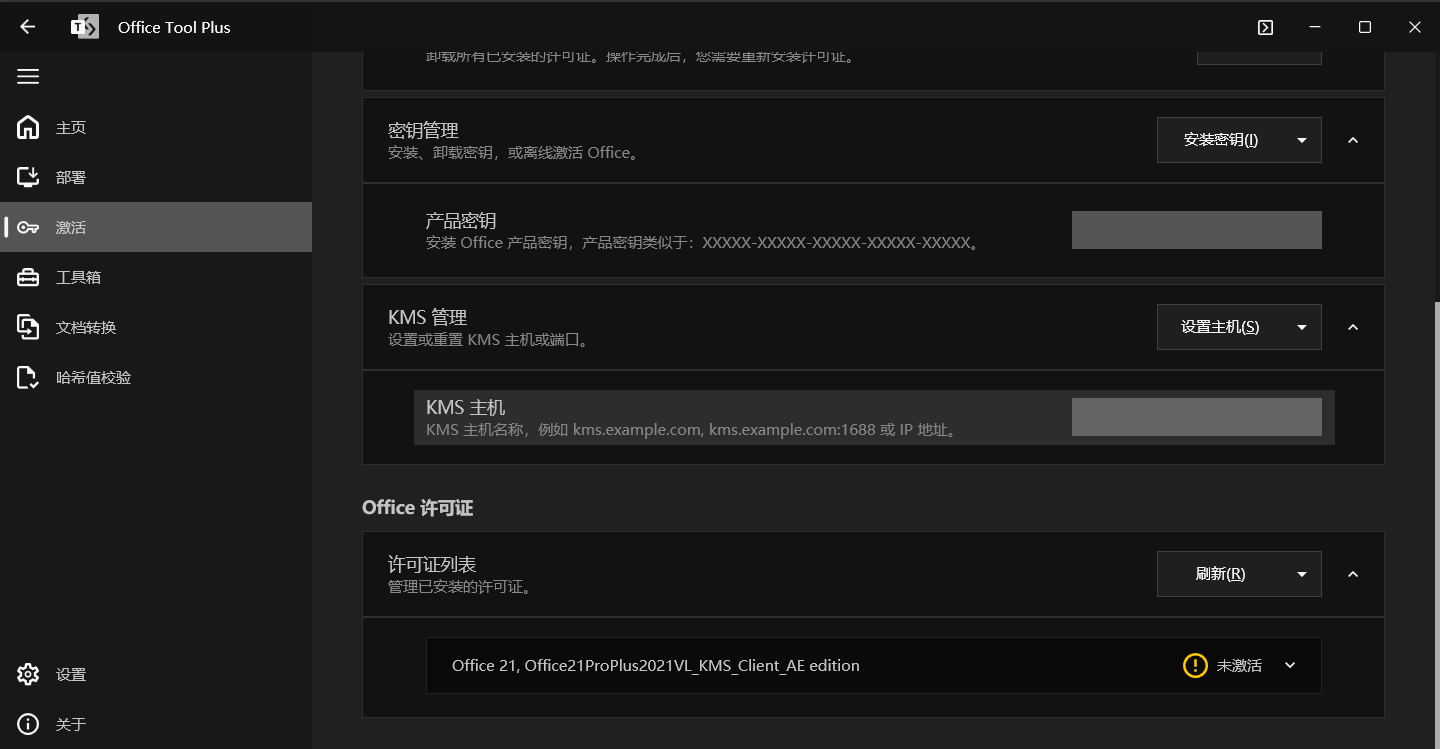 Office Tool Plus
主页
部署
激活
工具箱
文档转换
哈希值校验
设置
关于
卸载所有已安装的许可证。操作完成后，您需要重新安装许可证。
密钥管理
安装、卸载密钥，或离线激活 Office。
安装密钥(I)
产品密钥
安装 Office 产品密钥，产品密钥类似于：XXXXX-XXXXX-XXXXX-XXXXX-XXXXX。
KMS 管理
设置或重置 KMS 主机或端口。
设置主机(S)
KMS 主机
KMS 主机名称，例如 kms.example.com, kms.example.com:1688 或 IP 地址。
Office 许可证
许可证列表
管理已安装的许可证。
刷新(R)
Office 21, Office21ProPlus2021VL_KMS_Client_AE edition
未激活